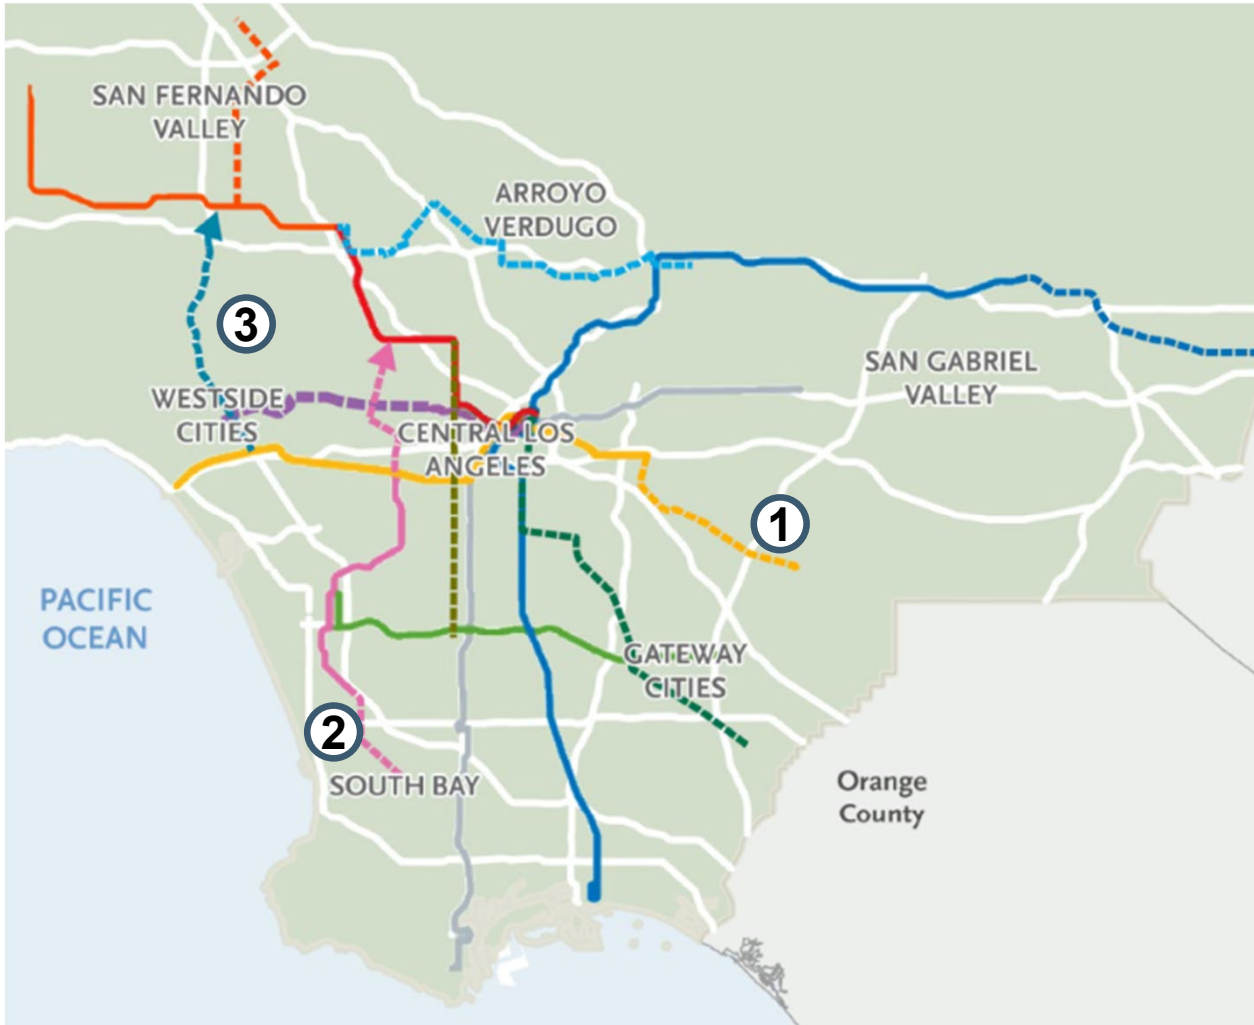 SAN FERNANDO
VALLEY
ARROYO
VERDUGO
3
SAN GABRIEL
VALLEY
WESTSIDE
CITIES
CENTRAL LOS
ANGELES
1
PACIFIC
OCEAN
GATEWAY
CITIES
2
SOUTH BAY
Orange
County